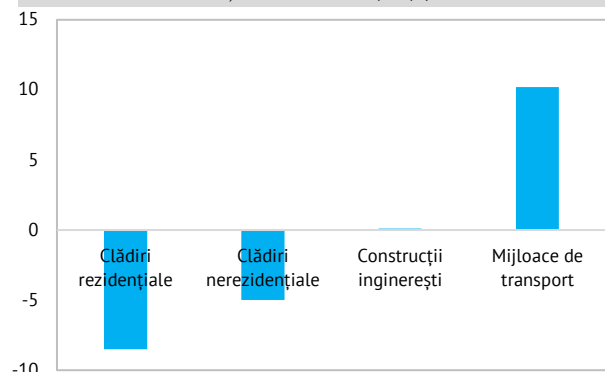 15
10
5
0
-5
-10
Clădiri
rezidențiale
Clădiri
nerezidențiale
Construcții
inginerești
Mijloace de
transport